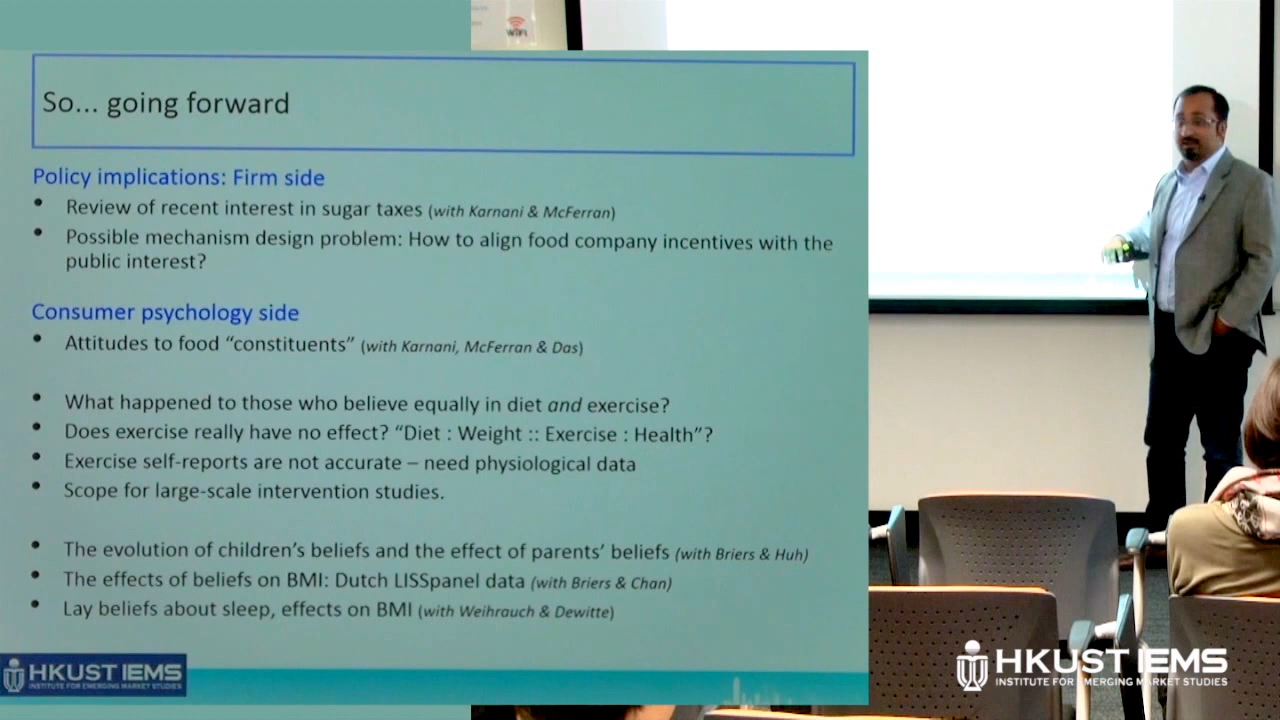 WiFi
So... going forward
Policy implications: Firm side
• Review of recent interest in sugar taxes (with Karnani & McFerran)
• Possible mechanism design problem: How to align food company incentives with the
public interest?
Consumer psychology side
• Attitudes to food “constituents” (with Karnani, McFerran & Das)
• What happened to those who believe equally in diet and exercise?
• Does exercise really have no effect? “Diet : Weight :: Exercise : Health”?
• Exercise self-reports are not accurate – need physiological data
• Scope for large-scale intervention studies.
• The evolution of children’s beliefs and the effect of parents’ beliefs (with Briers & Huh)
• The effects of beliefs on BMI: Dutch LISSpanel data (with Briers & Chan)
• Lay beliefs about sleep, effects on BMI (with Weihrauch & Dewitte)
HKUST IEMS
INSTITUTE FOR EMERGING MARKET STUDIES
HKUST IEMS
INSTITUTE FOR EMERGING MARKET STUDIES